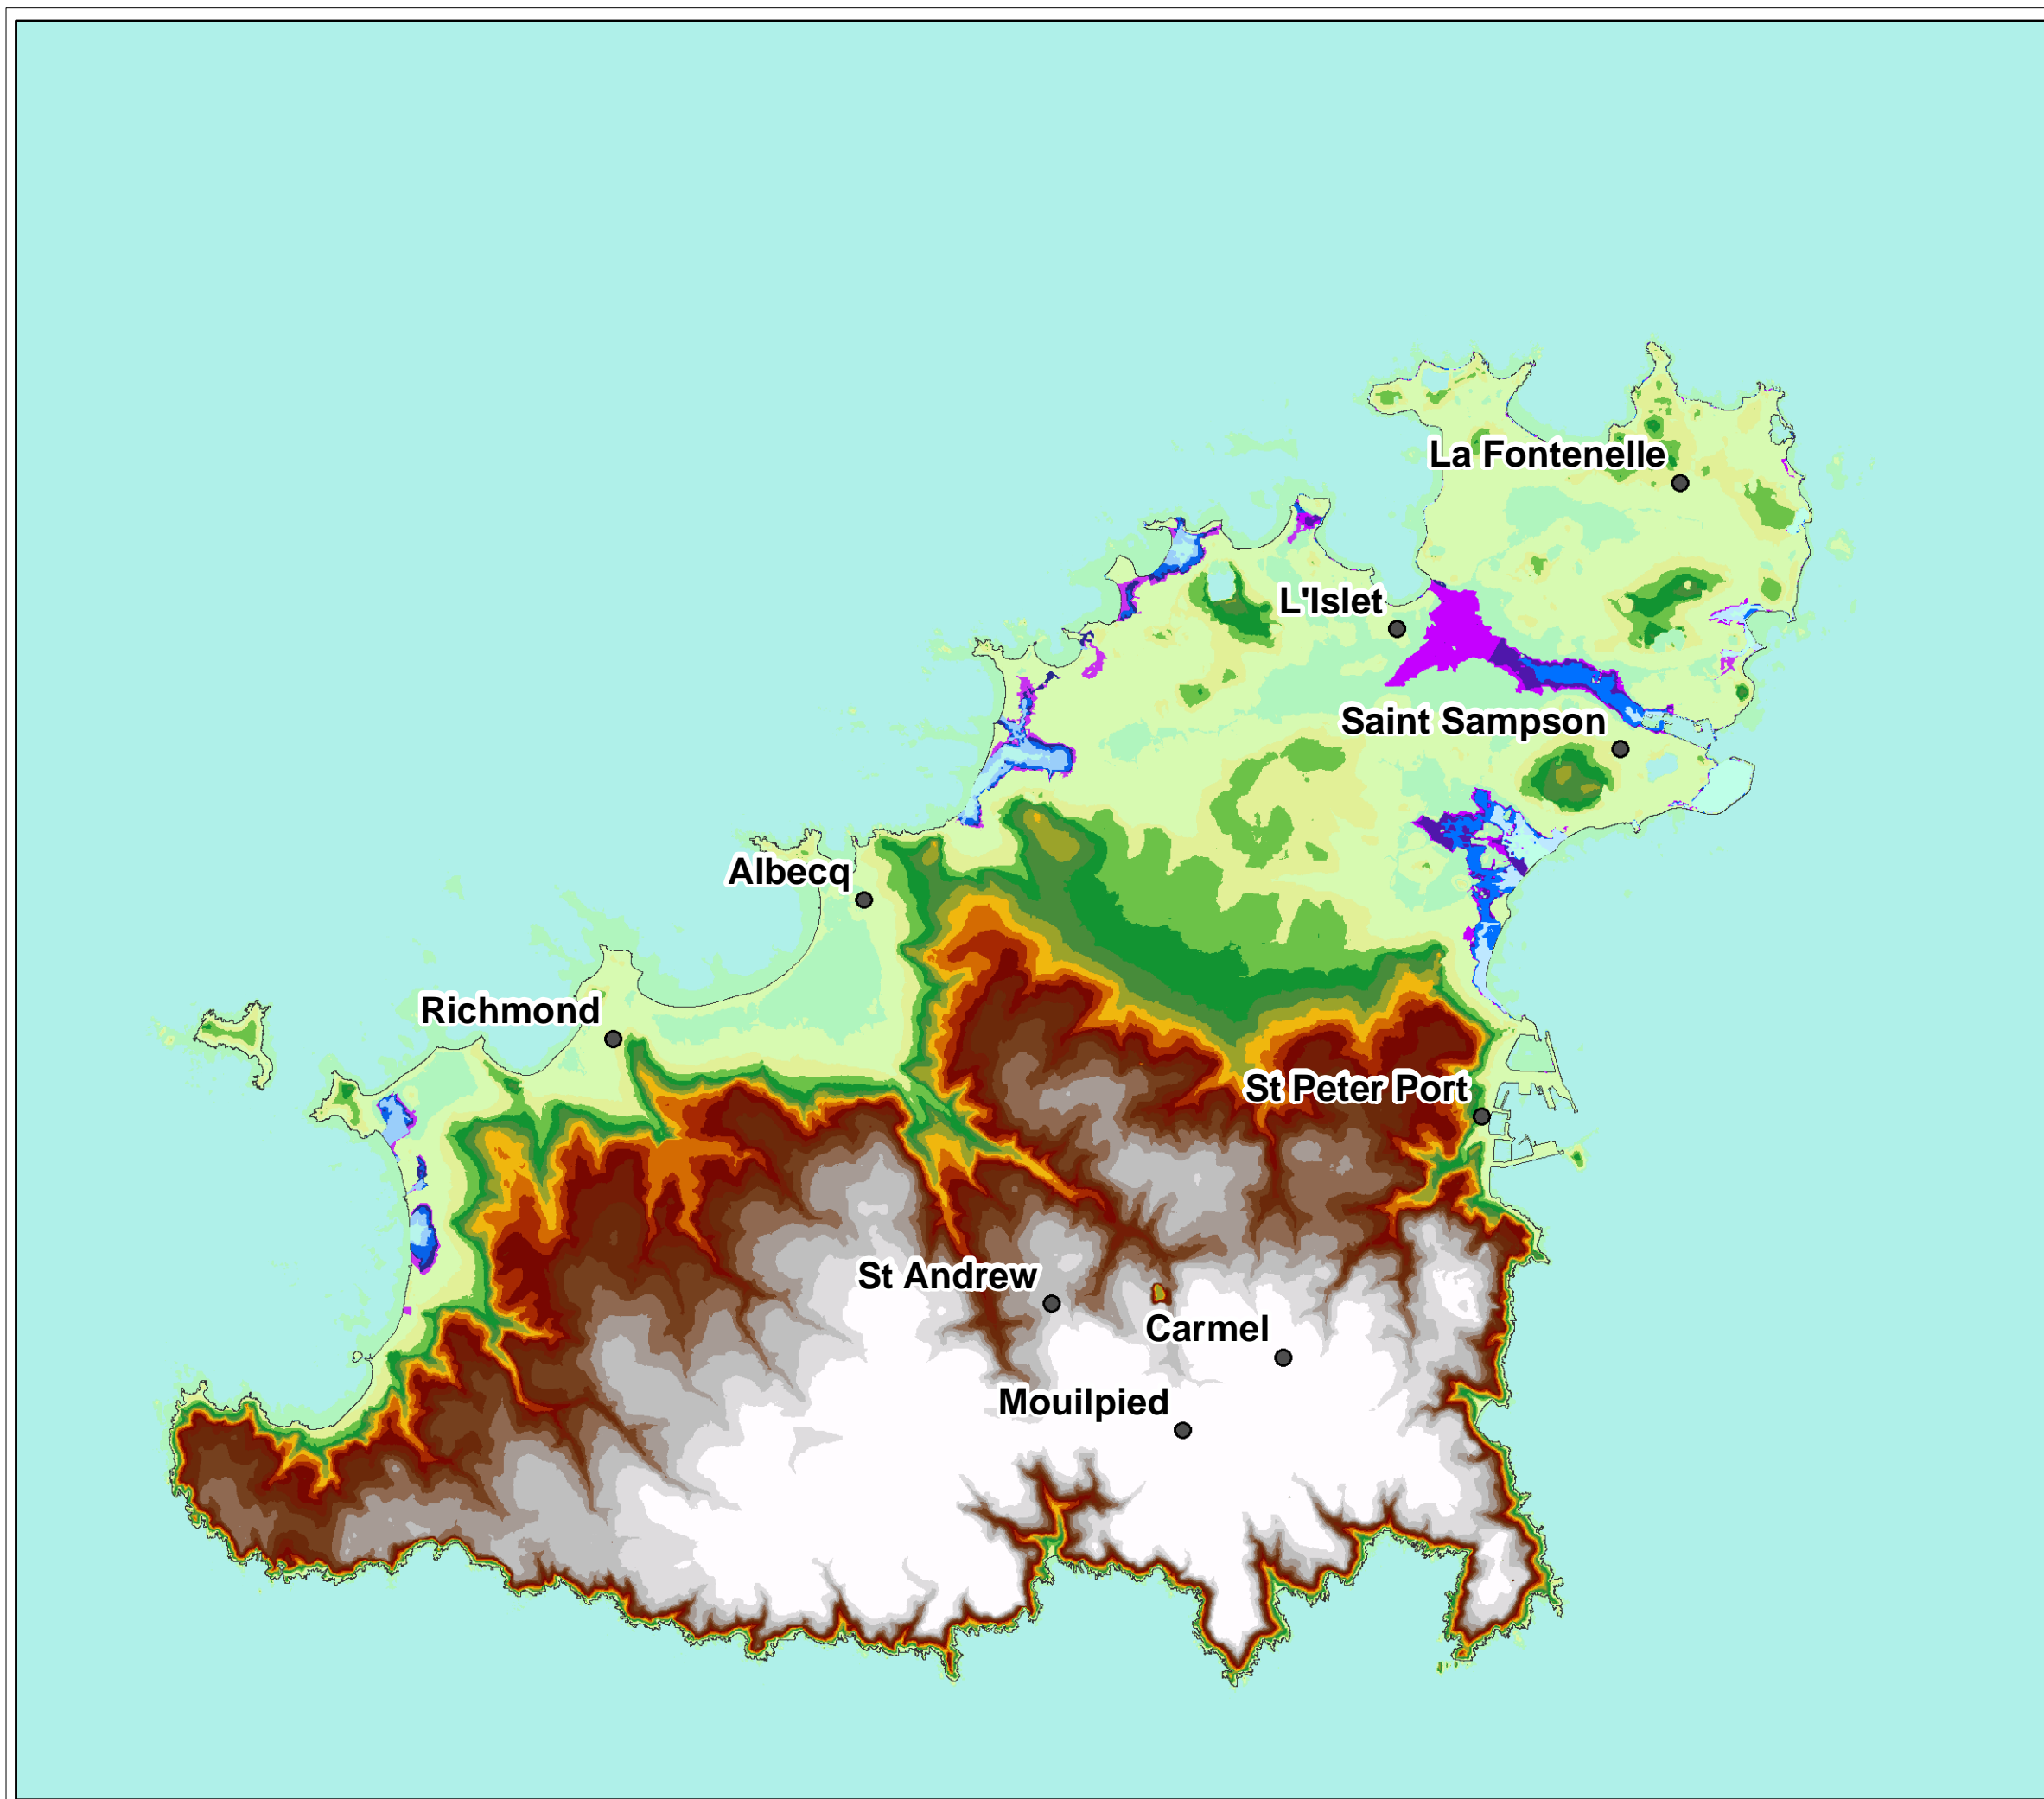 La Fontenelle
L'Islet
Saint Sampson
Albecq
Richmond
St Peter Port
St Andrew
Carmel
Mouilpied